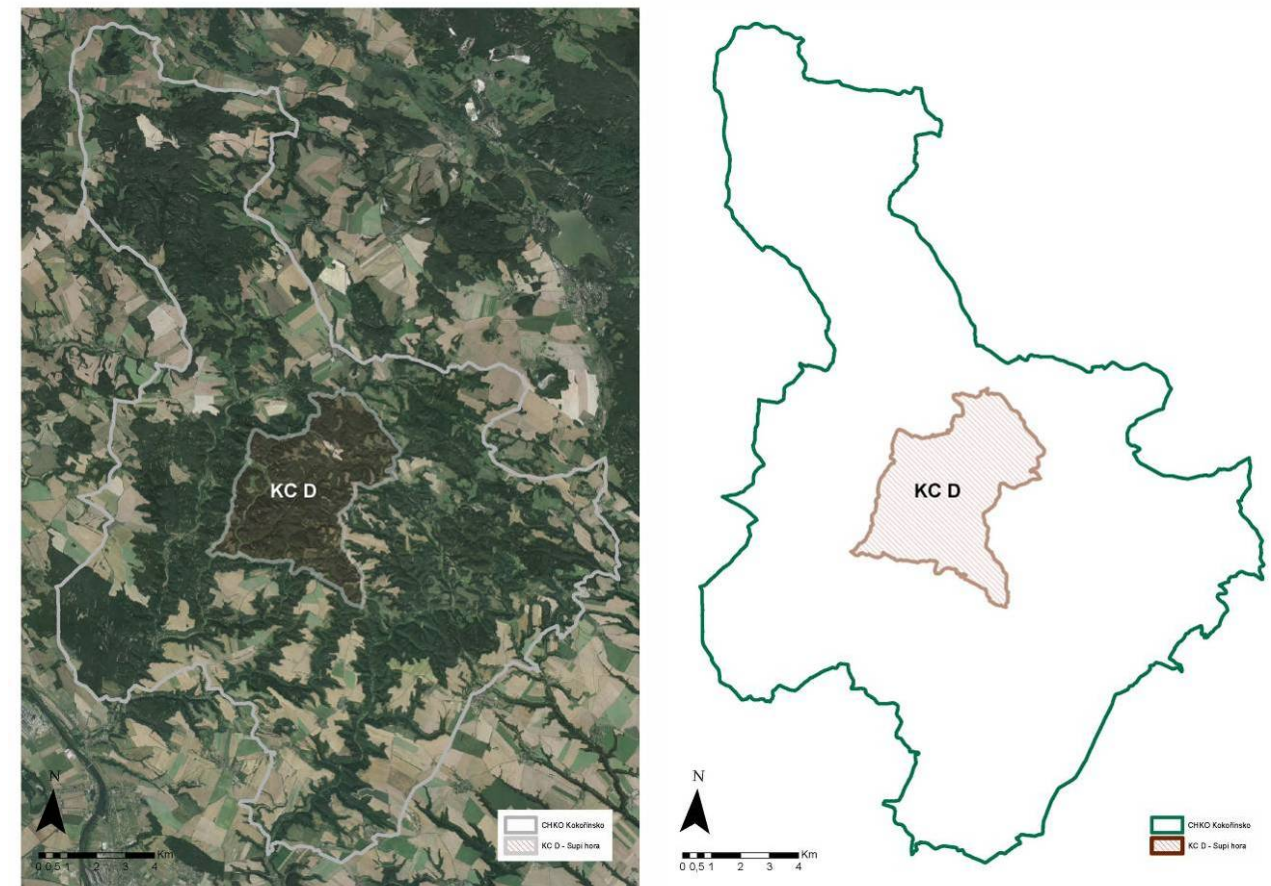 KC D
N
0 0,5 1 2 3 4 Km
CHKO Kokořínsko
KC D - Supí hora
KC D
N
0 0,5 1 2 3 4 Km
CHKO Kokořínsko
KC D - Supí hora